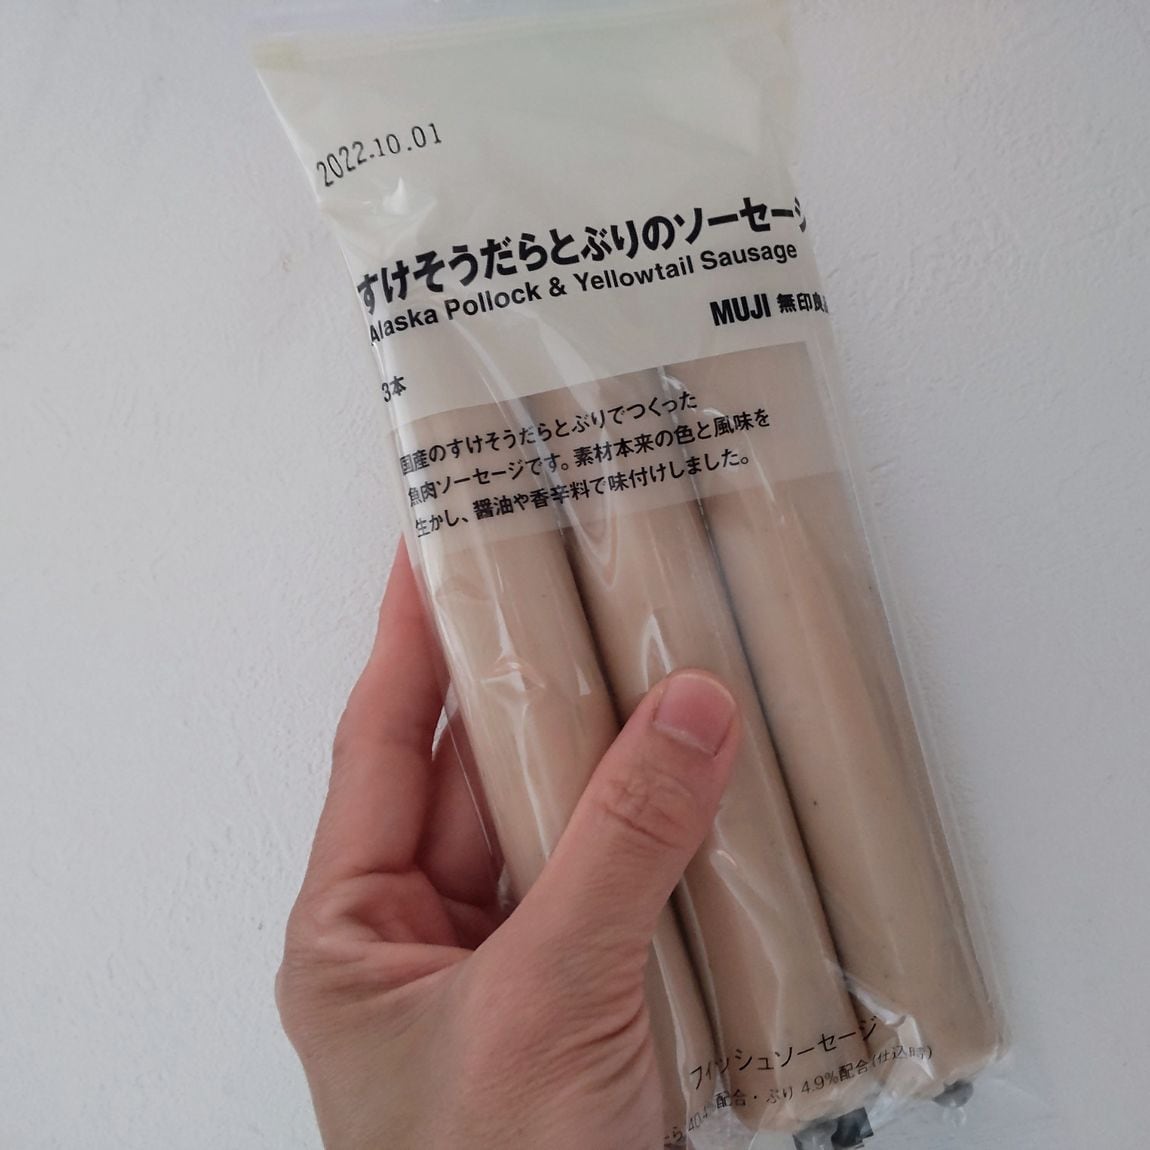 2022.10.01
すけそうだらとぶりのソーセージ
Alaska Pollock & Yellowtail Sausage
MUJI 無印良品
3本
国産のすけそうだらとぶりでつくった
魚肉ソーセージです。素材本来の色と風味を
生かし、醤油や香辛料で味付けしました。
フィッシュソーセージ
配合・ぶり 4.9%配合(仕込時)